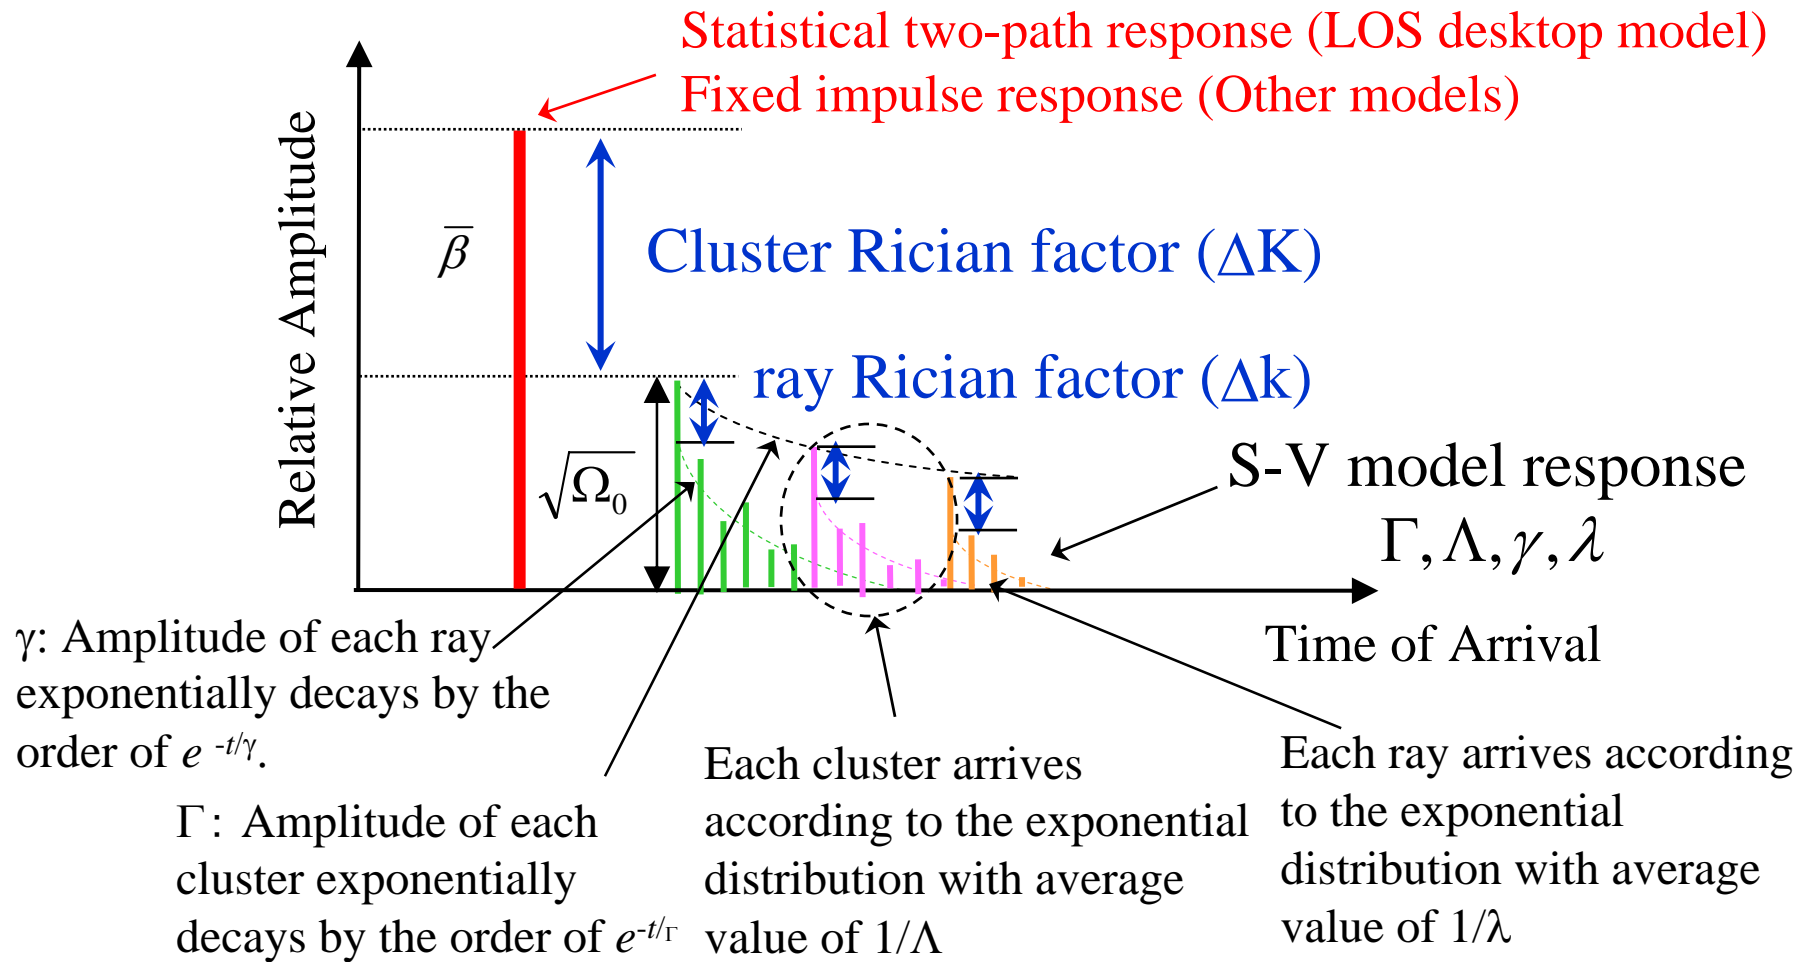 Statistical two-path response (LOS desktop model)
Fixed impulse response (Other models)
Relative Amplitude
β̅
Cluster Rician factor (ΔK)
ray Rician factor (Δk)
√Ω₀
S-V model response
Γ, Λ, γ, λ
Time of Arrival
γ: Amplitude of each ray
exponentially decays by the
order of e -t/γ.
Γ: Amplitude of each
cluster exponentially
decays by the order of e-t/Γ
Each cluster arrives
according to the exponential
distribution with average
value of 1/Λ
Each ray arrives according
to the exponential
distribution with average
value of 1/λ